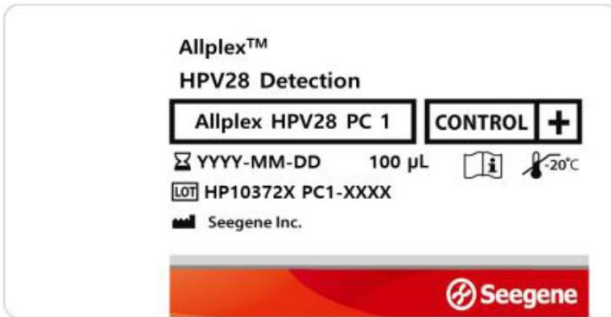 Allplex™
HPV28 Detection
Allplex HPV28 PC 1 CONTROL +
YYYY-MM-DD 100 μL -20°C
LOT HP10372X PC1-XXXX
Seegene Inc.
Seegene